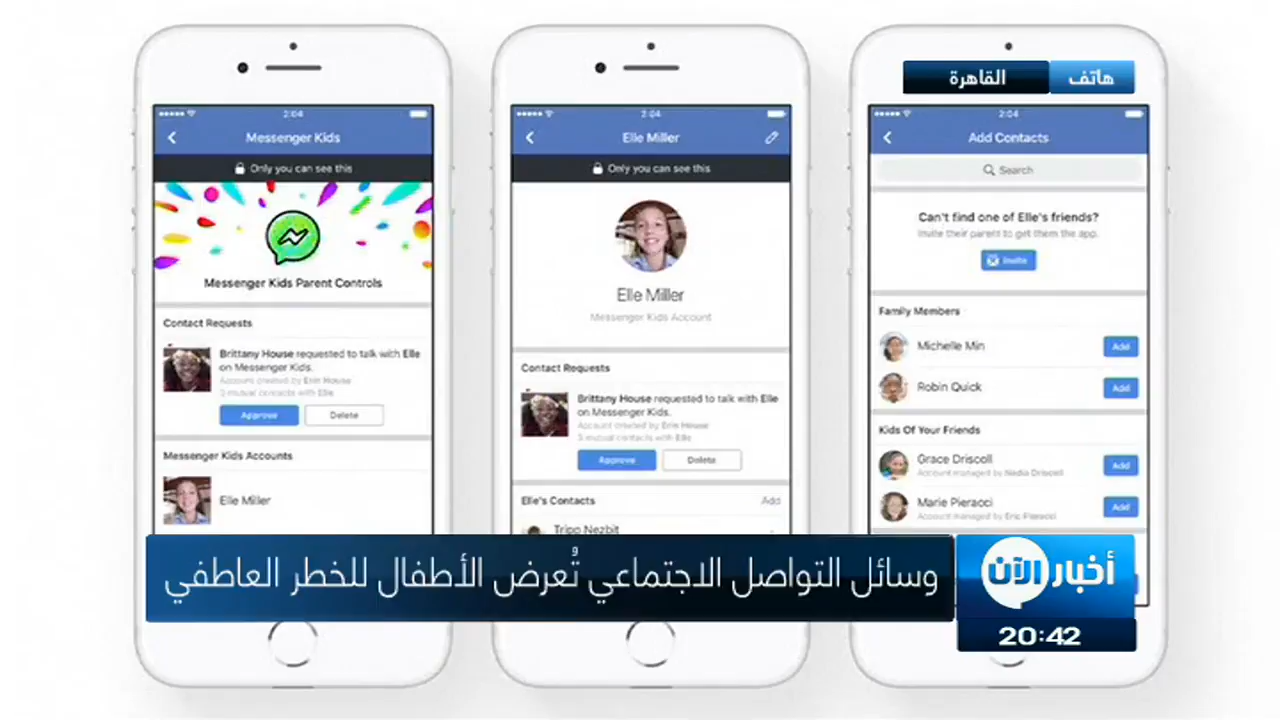 هاتف
القاهرة
2:04
Messenger Kids
Only you can see this
Messenger Kids Parent Controls
Contact Requests
Brittany House requested to talk with Elle
on Messenger Kids.
Account created by Erin House
3 mutual contacts with Elle
Approve
Delete
Messenger Kids Accounts
Elle Miller
2:04
Elle Miller
Only you can see this
Elle Miller
Messenger Kids Account
Contact Requests
Brittany House requested to talk with Elle
on Messenger Kids.
Account created by Erin House
3 mutual contacts with Elle
Approve
Delete
Elle's Contacts
Add
Tripp Nezbit
2:04
Add Contacts
Search
Can't find one of Elle's friends?
Invite their parent to get them the app.
Invite
Family Members
Michelle Min
Add
Robin Quick
Add
Kids Of Your Friends
Grace Driscoll
Account managed by Nadia Driscoll
Add
Marie Pieracci
Account managed by Eric Pieracci
Add
وسائل التواصل الاجتماعي تُعرض الأطفال للخطر العاطفي
أخبار الآن
20:42